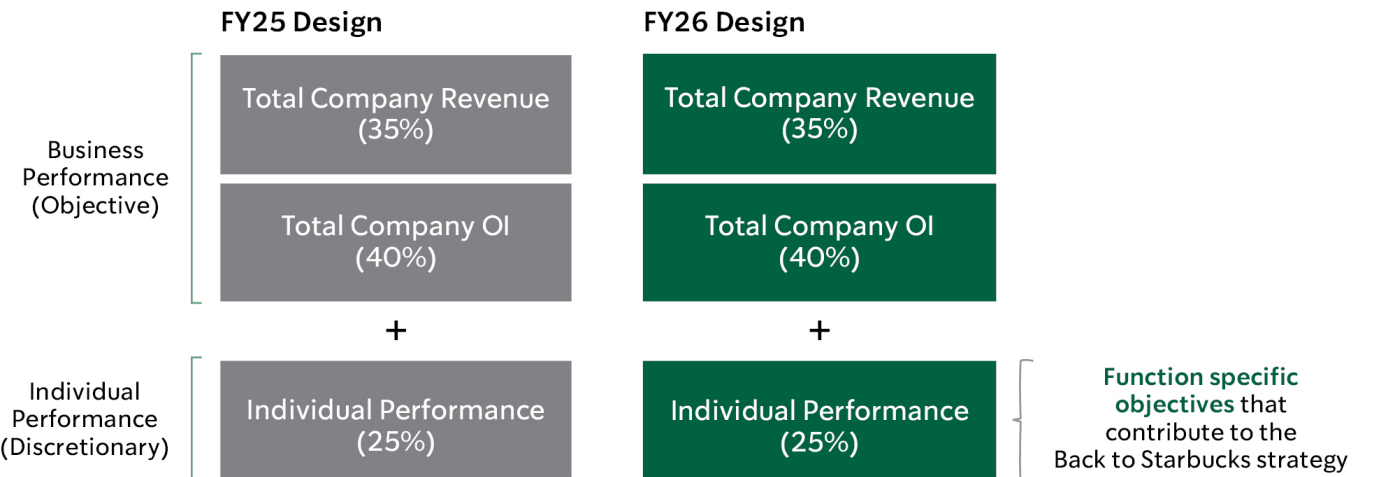 FY25 Design
FY26 Design
Business
Performance
(Objective)
Total Company Revenue
(35%)
Total Company Revenue
(35%)
Total Company OI
(40%)
Total Company OI
(40%)
+
+
Individual
Performance
(Discretionary)
Individual Performance
(25%)
Individual Performance
(25%)
Function specific
objectives that
contribute to the
Back to Starbucks strategy